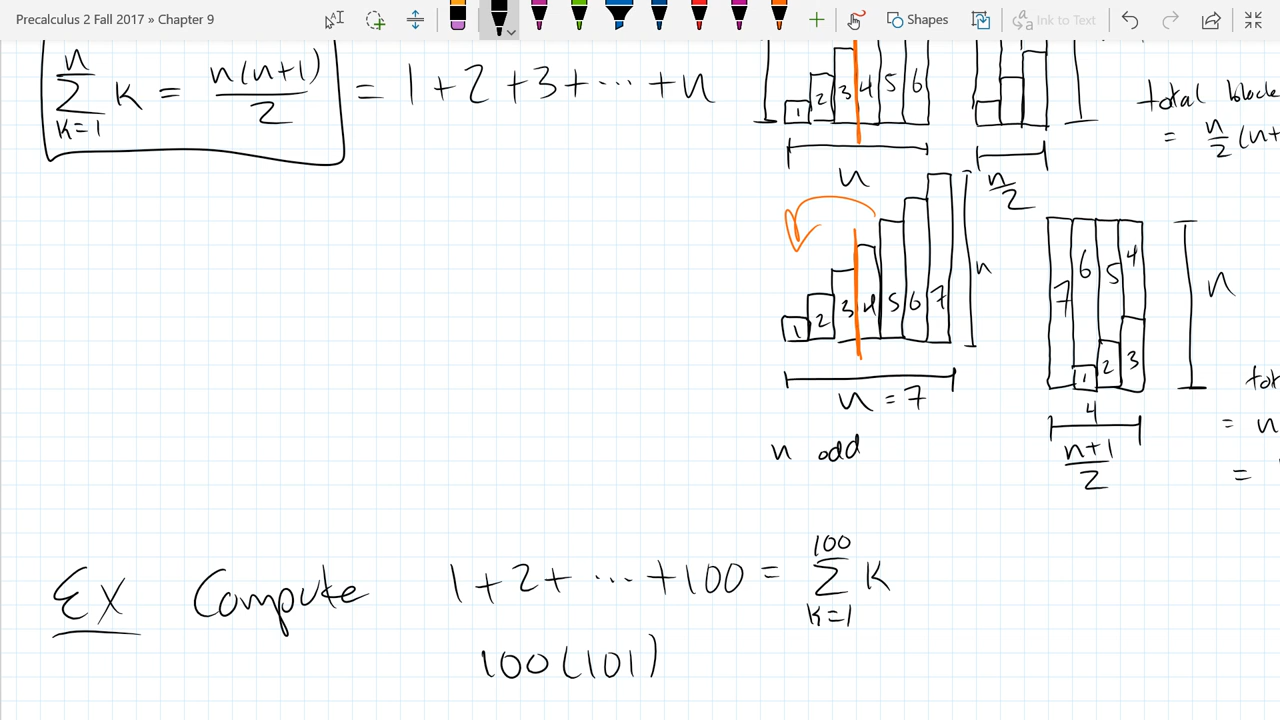 Precalculus 2 Fall 2017 » Chapter 9
Shapes
Ink to Text
n
∑ k = n(n+1)/2 = 1+2+3+⋯+n
k=1
1 2 3 4 5 6
n
n/2
total blocks
= n/2 (n+
1 2 3 4 5 6 7
n
n = 7
n odd
7 6 5 4
1 2 3
n
4
n+1
2
= n
=
Ex Compute 1+2+ ⋯ +100 = ∑ k
100
k=1
100(101)